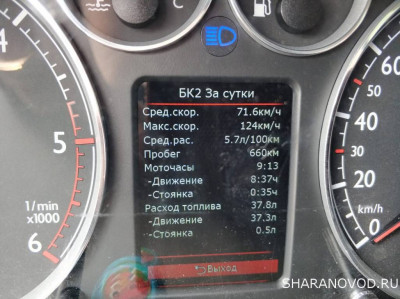 БК2 За сутки
Сред.скор. 71.6км/ч
Макс.скор. 124км/ч
Сред.рас. 5.7л/100км
Пробег 660км
Моточасы 9:13
-Движение 8:37ч
-Стоянка 0:35ч
Расход топлива 37.8л
-Движение 37.3л
-Стоянка 0.5л
Выход
°C
4
5
6
1/min
x1000
60
30
20
0
km/h
SHARANOVOD.RU